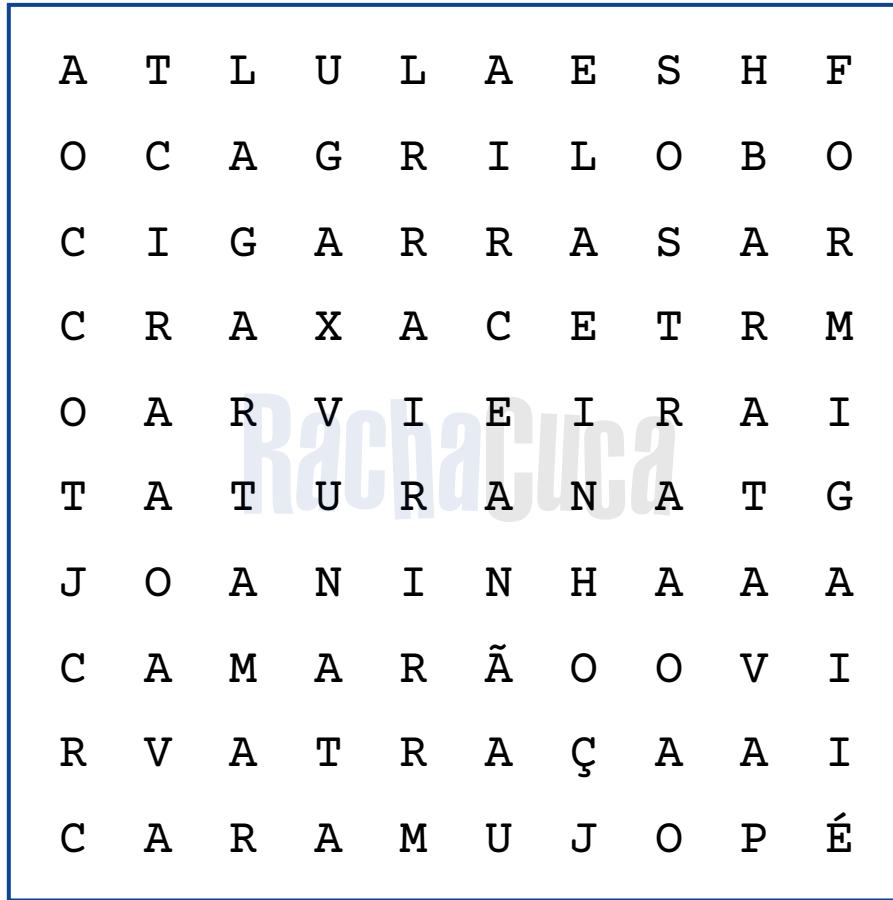 A T L U L A E S H F
O C A G R I L O B O
C I G A R R A S A R
C R A X A C E T R M
O A R V I E I R A I
T A T U R A N A T G
J O A N I N H A A A
C A M A R Ã O O V I
R V A T R A Ç A A I
C A R A M U J O P É
RachaCuca